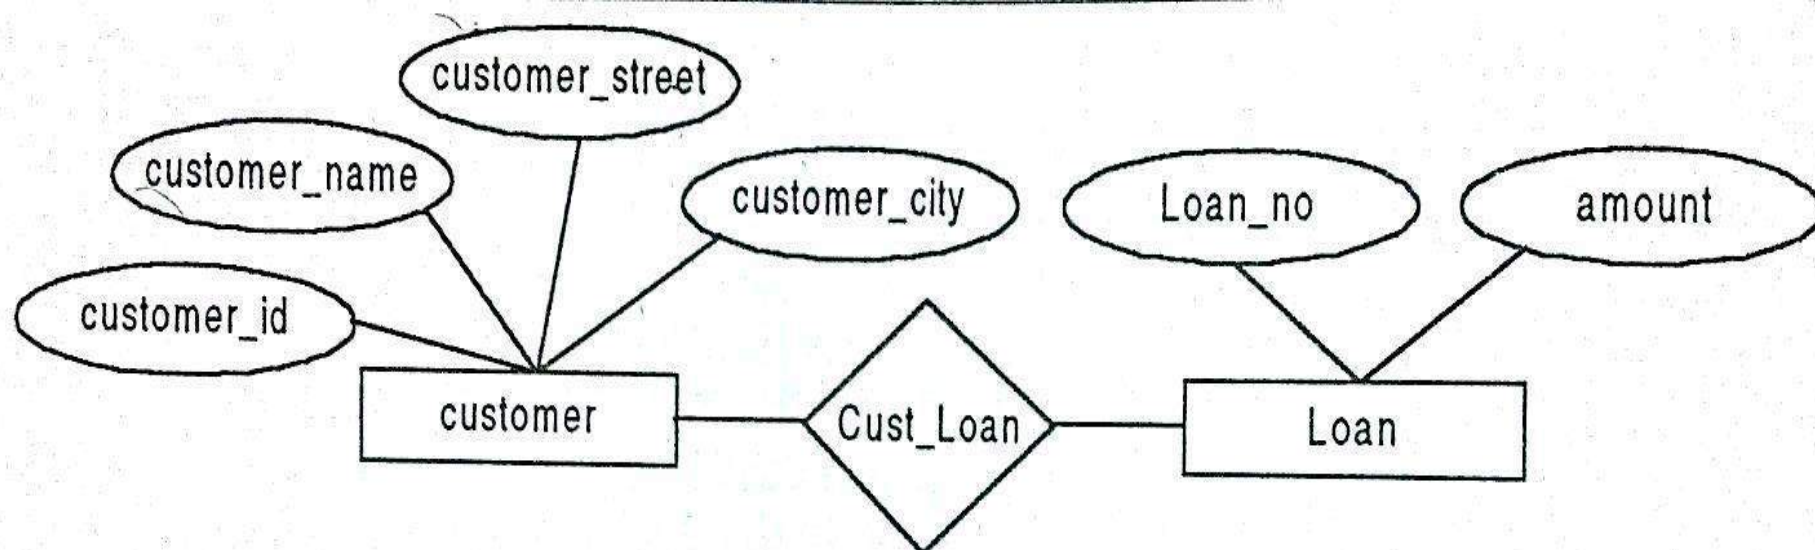 customer_street
customer_name
customer_city
Loan_no
amount
customer_id
customer
Cust_Loan
Loan